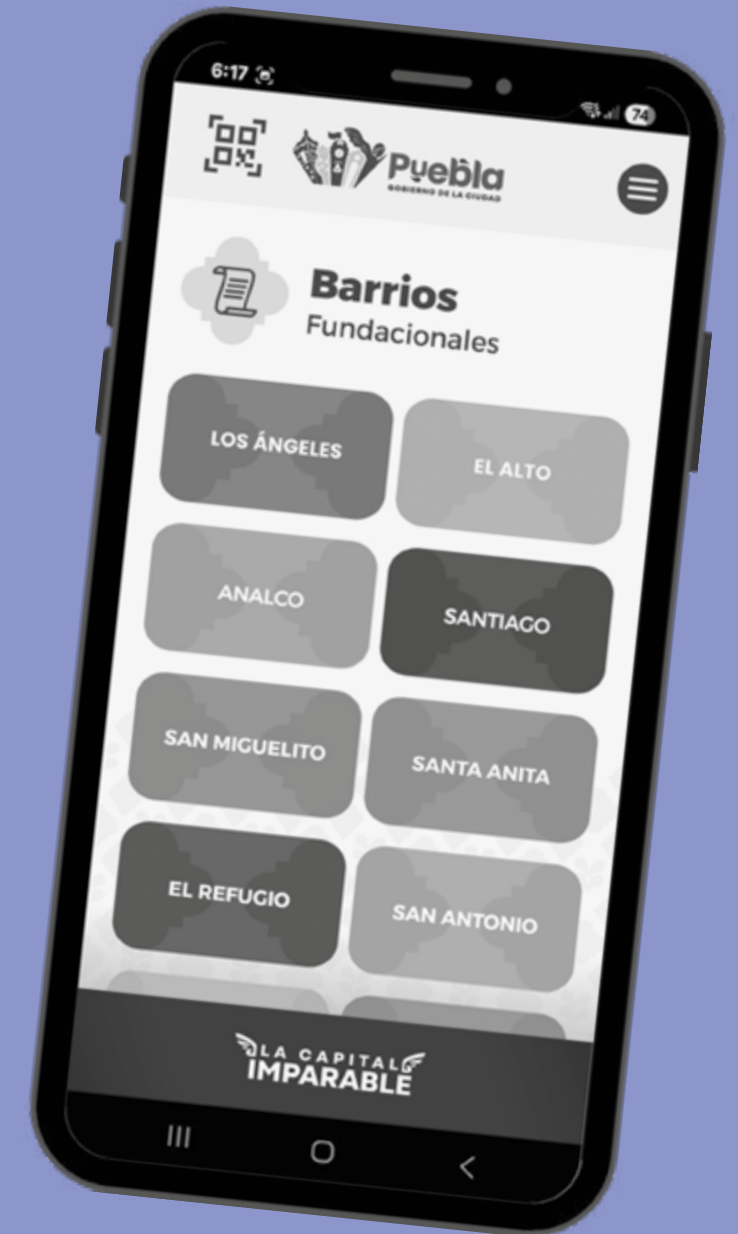 6:17
74
Puebla
GOBIERNO DE LA CIUDAD
Barrios
Fundacionales
LOS ÁNGELES
EL ALTO
ANALCO
SANTIAGO
SAN MIGUELITO
SANTA ANITA
EL REFUGIO
SAN ANTONIO
LA CAPITAL
IMPARABLE